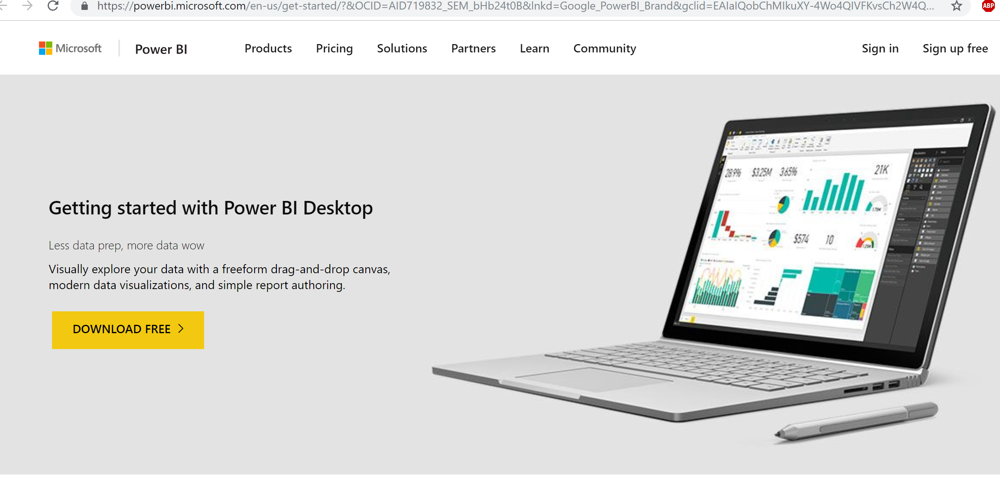 https://powerbi.microsoft.com/en-us/get-started/?&OCID=AID719832_SEM_bHb24t0B&lnkd=Google_PowerBI_Brand&gclid=EAIaIQobChMIkuXY-4Wo4QIVFKvsCh2W4Q...
ABP
Microsoft
Power BI
Products
Pricing
Solutions
Partners
Learn
Community
Sign in
Sign up free
Getting started with Power BI Desktop
Less data prep, more data wow
Visually explore your data with a freeform drag-and-drop canvas,
modern data visualizations, and simple report authoring.
DOWNLOAD FREE
28.9%
$3.25M
3.65%
21K
$574
10